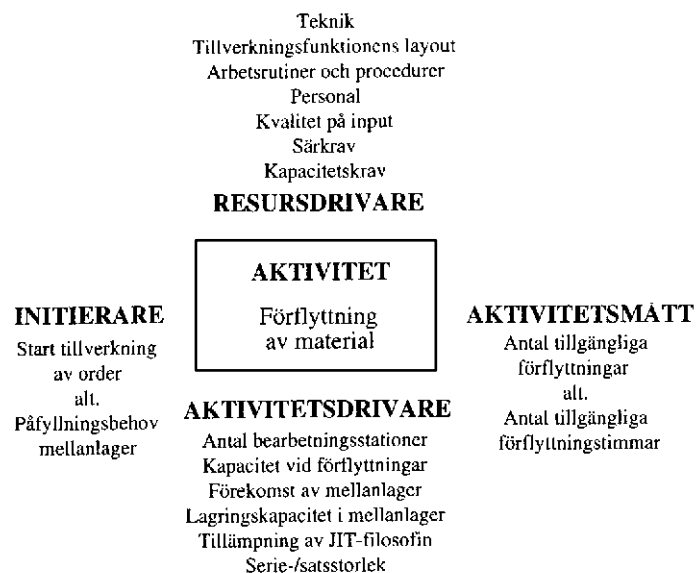 Teknik
Tillverkningsfunktionens layout
Arbetsrutiner och procedurer
Personal
Kvalitet på input
Särkrav
Kapacitetskrav
RESURSDRIVARE
AKTIVITET
Förflyttning
av material
INITIERARE
Start tillverkning
av order
alt.
Påfyllningsbehov
mellanlager
AKTIVITETSMÅTT
Antal tillgängliga
förflyttningar
alt.
Antal tillgängliga
förflyttningstimmar
AKTIVITETSDRIVARE
Antal bearbetningsstationer
Kapacitet vid förflyttningar
Förekomst av mellanlager
Lagringskapacitet i mellanlager
Tillämpning av JIT-filosofin
Serie-/satsstorlek